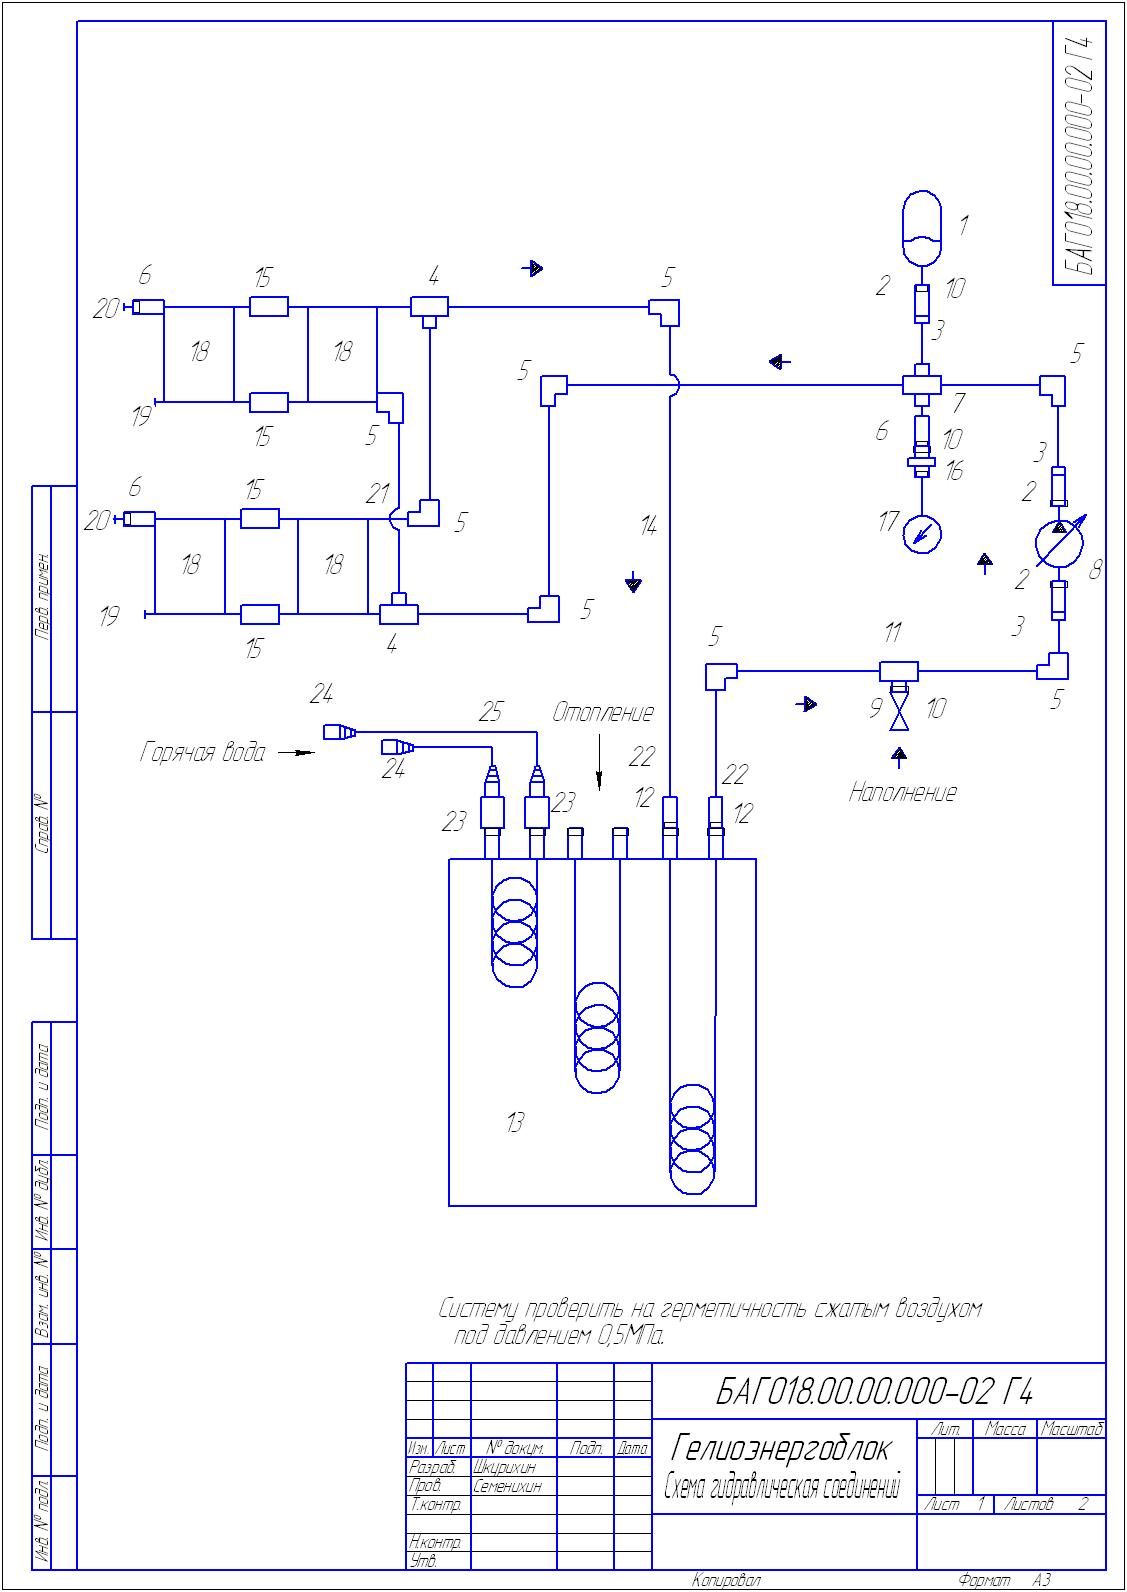 БАГ018.00.00.000-02 Г4
1
6
15
4
5
2
10
20
3
18
18
5
5
19
7
15
5
6
10
3
16
6
15
21
5
2
20
14
17
18
18
2
8
19
15
4
5
3
5
11
24
25
Отопление
9
10
5
Горячая вода
24
22
22
Наполнение
23
23
12
12
13
Систему проверить на герметичность сжатым воздухом
под давлением 0,5МПа.
БАГ018.00.00.000-02 Г4
Лит. Масса Масштаб
Изм. Лист № докум. Подп. Дата
Гелиоэнергоблок
Разраб. Шкурихин
Схема гидравлическая соединений
Пров. Семенихин
Т.контр.
Лист 1 Листов 2
Н.контр.
Утв.
Копировал Формат А3
Перв. примен.
Справ. №
Подп. и дата
Инв. № дубл.
Взам. инв. №
Подп. и дата
Инв. № подл.